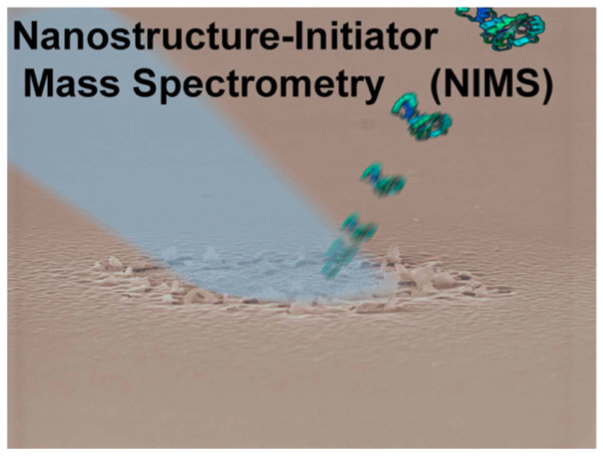 Nanostructure-Initiator
Mass Spectrometry (NIMS)